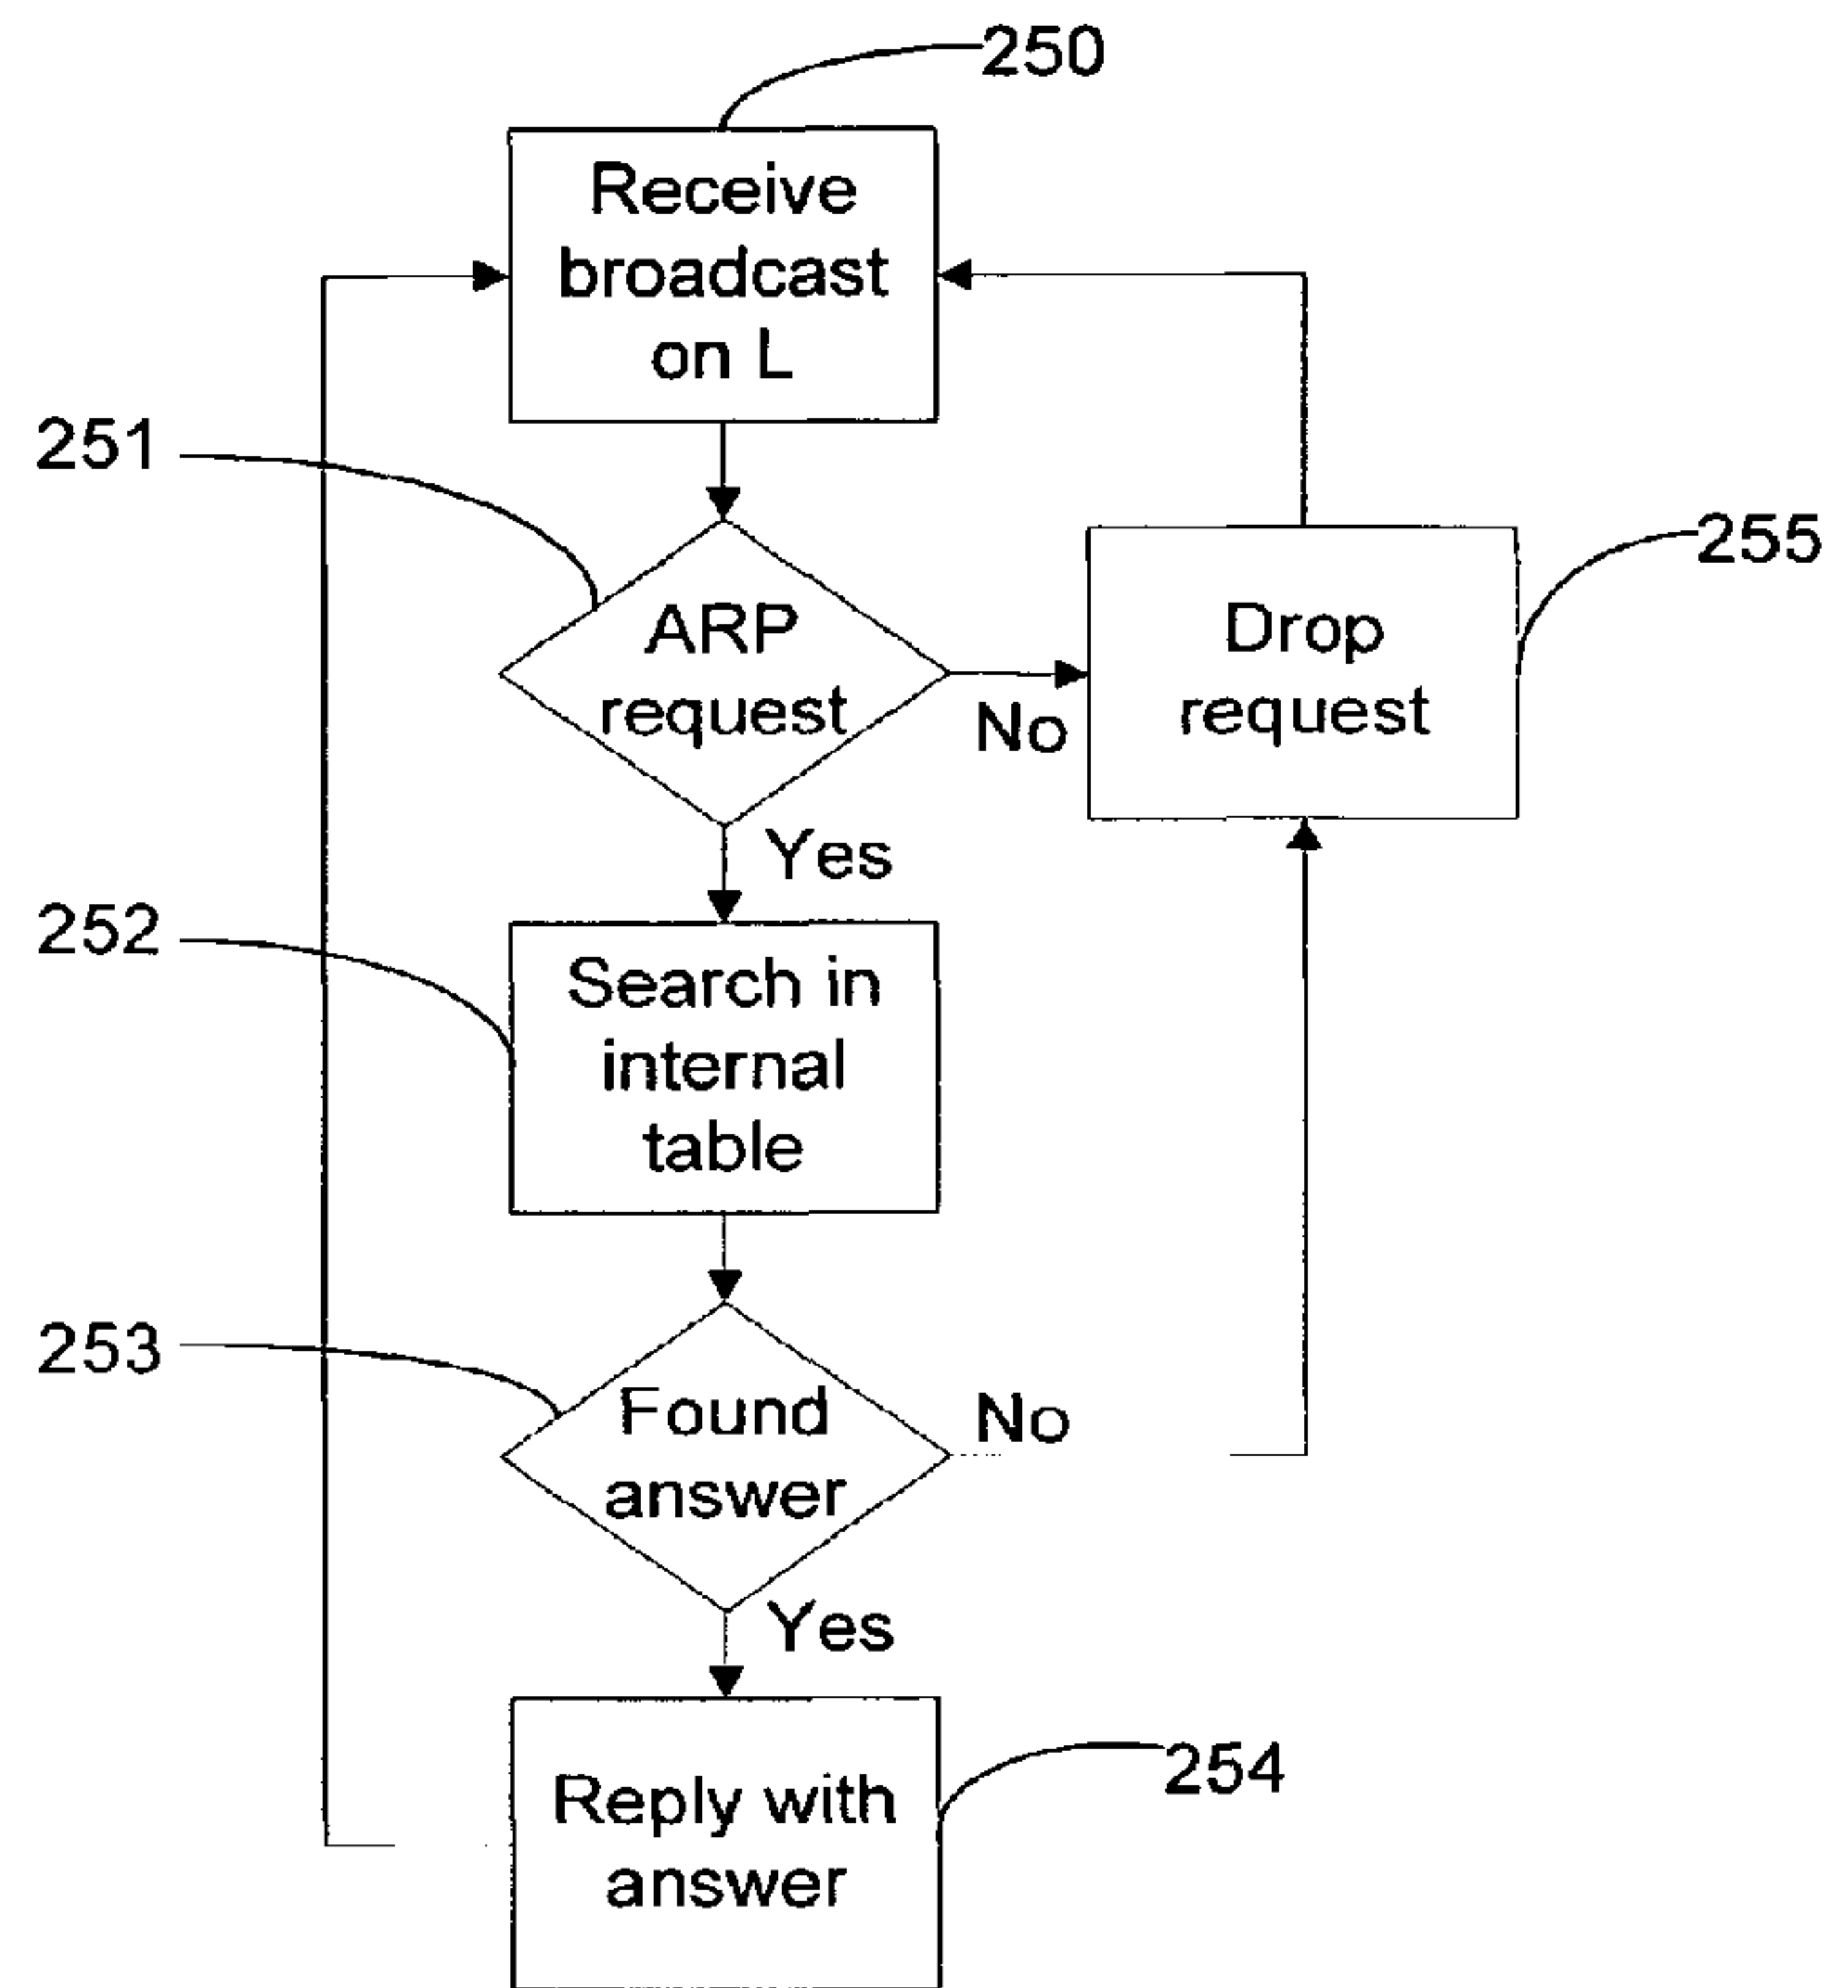 250
Receive
broadcast
on L
251
ARP
request
No
Drop
request
255
Yes
252
Search in
internal
table
253
Found
answer
No
Yes
Reply with
answer
254